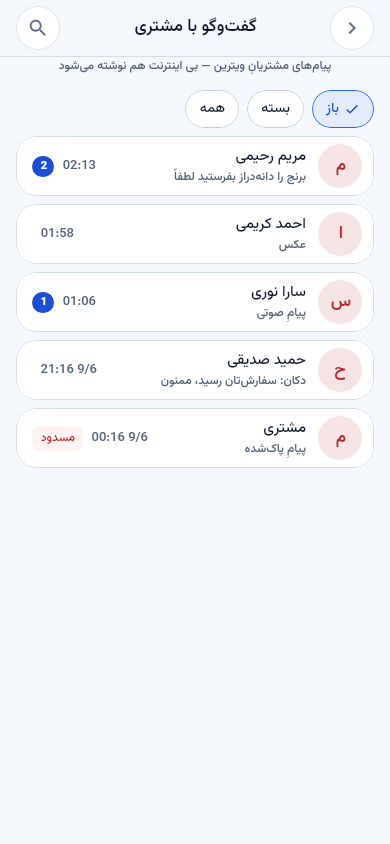 گفت‌وگو با مشتری
پیام‌های مشتریانِ ویترین — بی اینترنت هم نوشته می‌شود
باز
بسته
همه
م
مریم رحیمی
برنج را دانه‌دراز بفرستید لطفاً
02:13
2
ا
احمد کریمی
عکس
01:58
س
سارا نوری
پیام صوتی
01:06
1
ح
حمید صدیقی
دکان: سفارش‌تان رسید، ممنون
21:16 9/6
م
مشتری
پیامِ پاک‌شده
00:16 9/6
مسدود